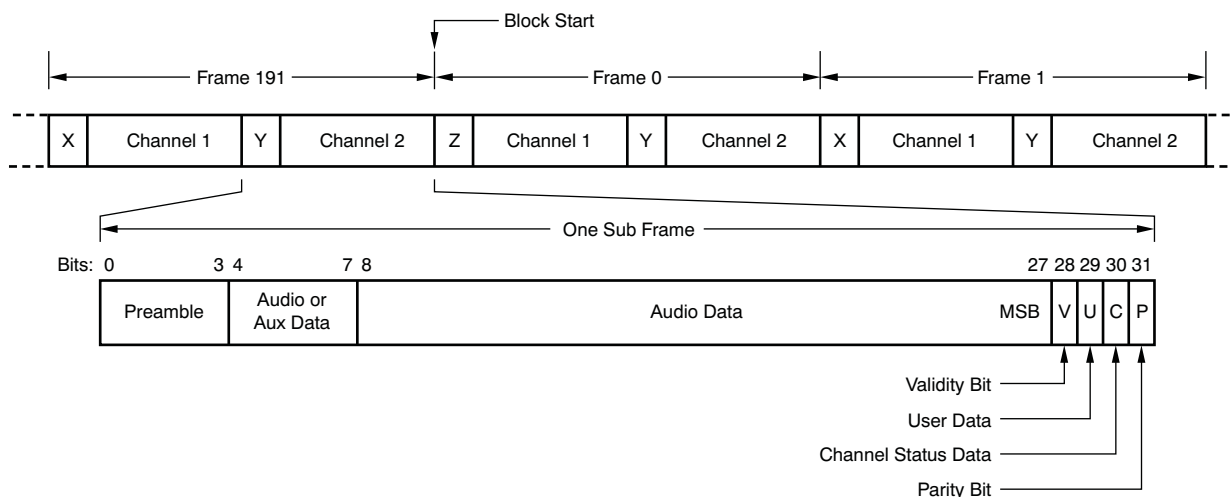 Block Start
Frame 191 Frame 0 Frame 1
X Channel 1 Y Channel 2 Z Channel 1 Y Channel 2 X Channel 1 Y Channel 2
One Sub Frame
Bits: 0 3 4 7 8 27 28 29 30 31
Preamble Audio or Aux Data Audio Data MSB V U C P
Validity Bit
User Data
Channel Status Data
Parity Bit